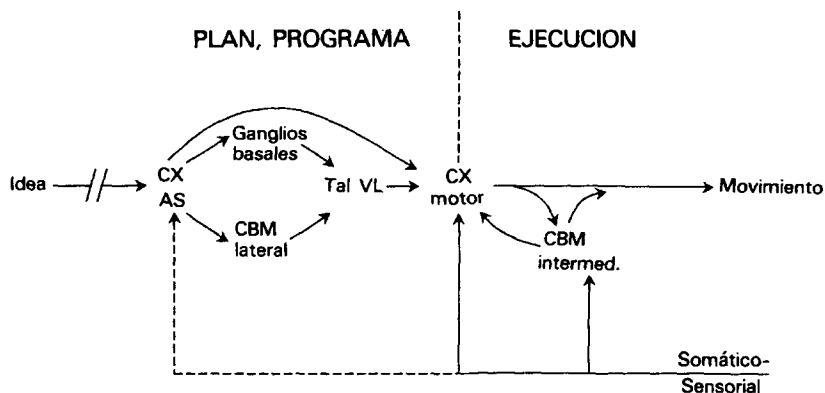 PLAN, PROGRAMA
EJECUCION
Idea
CX
AS
Ganglios
basales
CBM
lateral
Tal VL
CX
motor
CBM
intermed.
Movimiento
Somático-
Sensorial